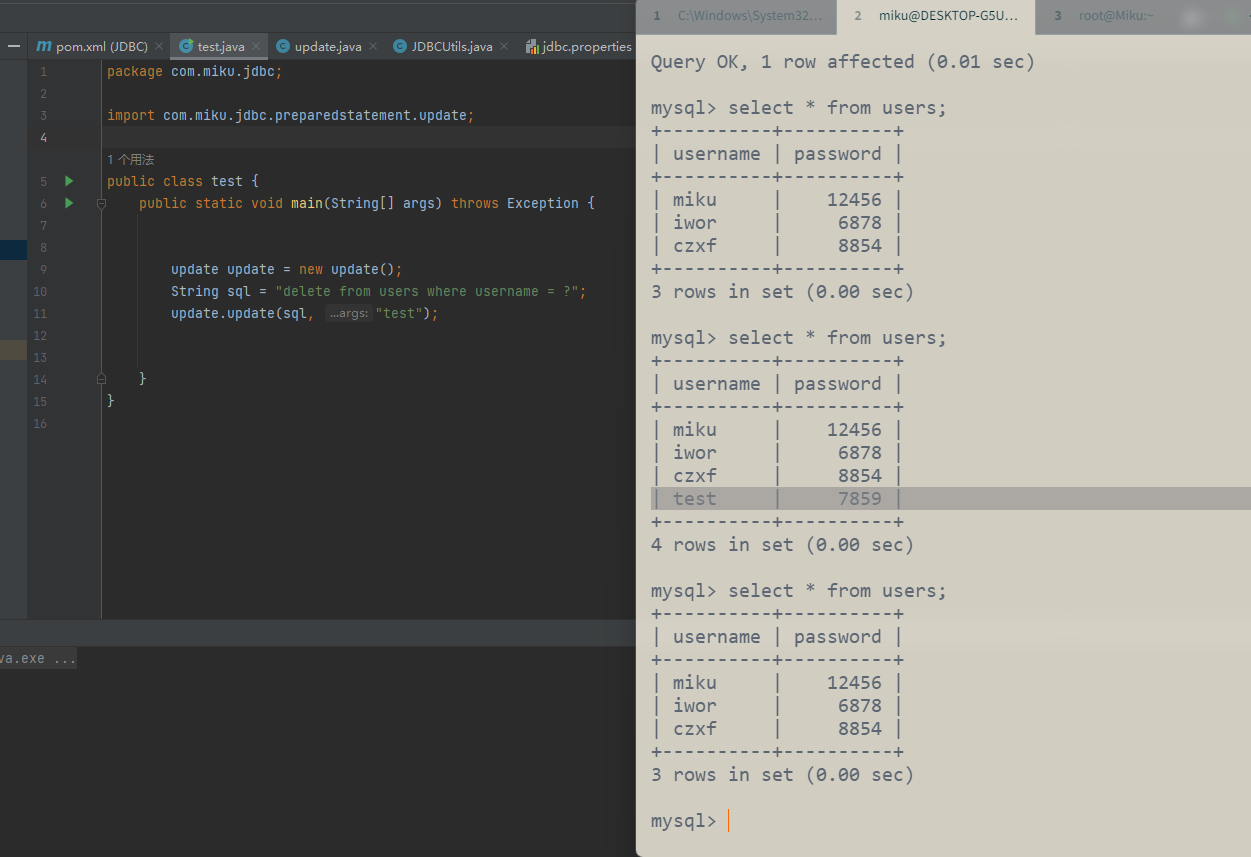 pom.xml (JDBC)
test.java
update.java
JDBCUtils.java
jdbc.properties
1 package com.miku.jdbc;
2
3 import com.miku.jdbc.preparedstatement.update;
4
1 个用法
5 public class test {
6 public static void main(String[] args) throws Exception {
7
8
9 update update = new update();
10 String sql = "delete from users where username = ?";
11 update.update(sql, ...args: "test");
12
13
14 }
15 }
16
va.exe ...
1 C:\Windows\System32...
2 miku@DESKTOP-G5U...
3 root@Miku:~
Query OK, 1 row affected (0.01 sec)
mysql> select * from users;
+----------+----------+
| username | password |
+----------+----------+
| miku | 12456 |
| iwor | 6878 |
| czxf | 8854 |
+----------+----------+
3 rows in set (0.00 sec)
mysql> select * from users;
+----------+----------+
| username | password |
+----------+----------+
| miku | 12456 |
| iwor | 6878 |
| czxf | 8854 |
| test | 7859 |
+----------+----------+
4 rows in set (0.00 sec)
mysql> select * from users;
+----------+----------+
| username | password |
+----------+----------+
| miku | 12456 |
| iwor | 6878 |
| czxf | 8854 |
+----------+----------+
3 rows in set (0.00 sec)
mysql>